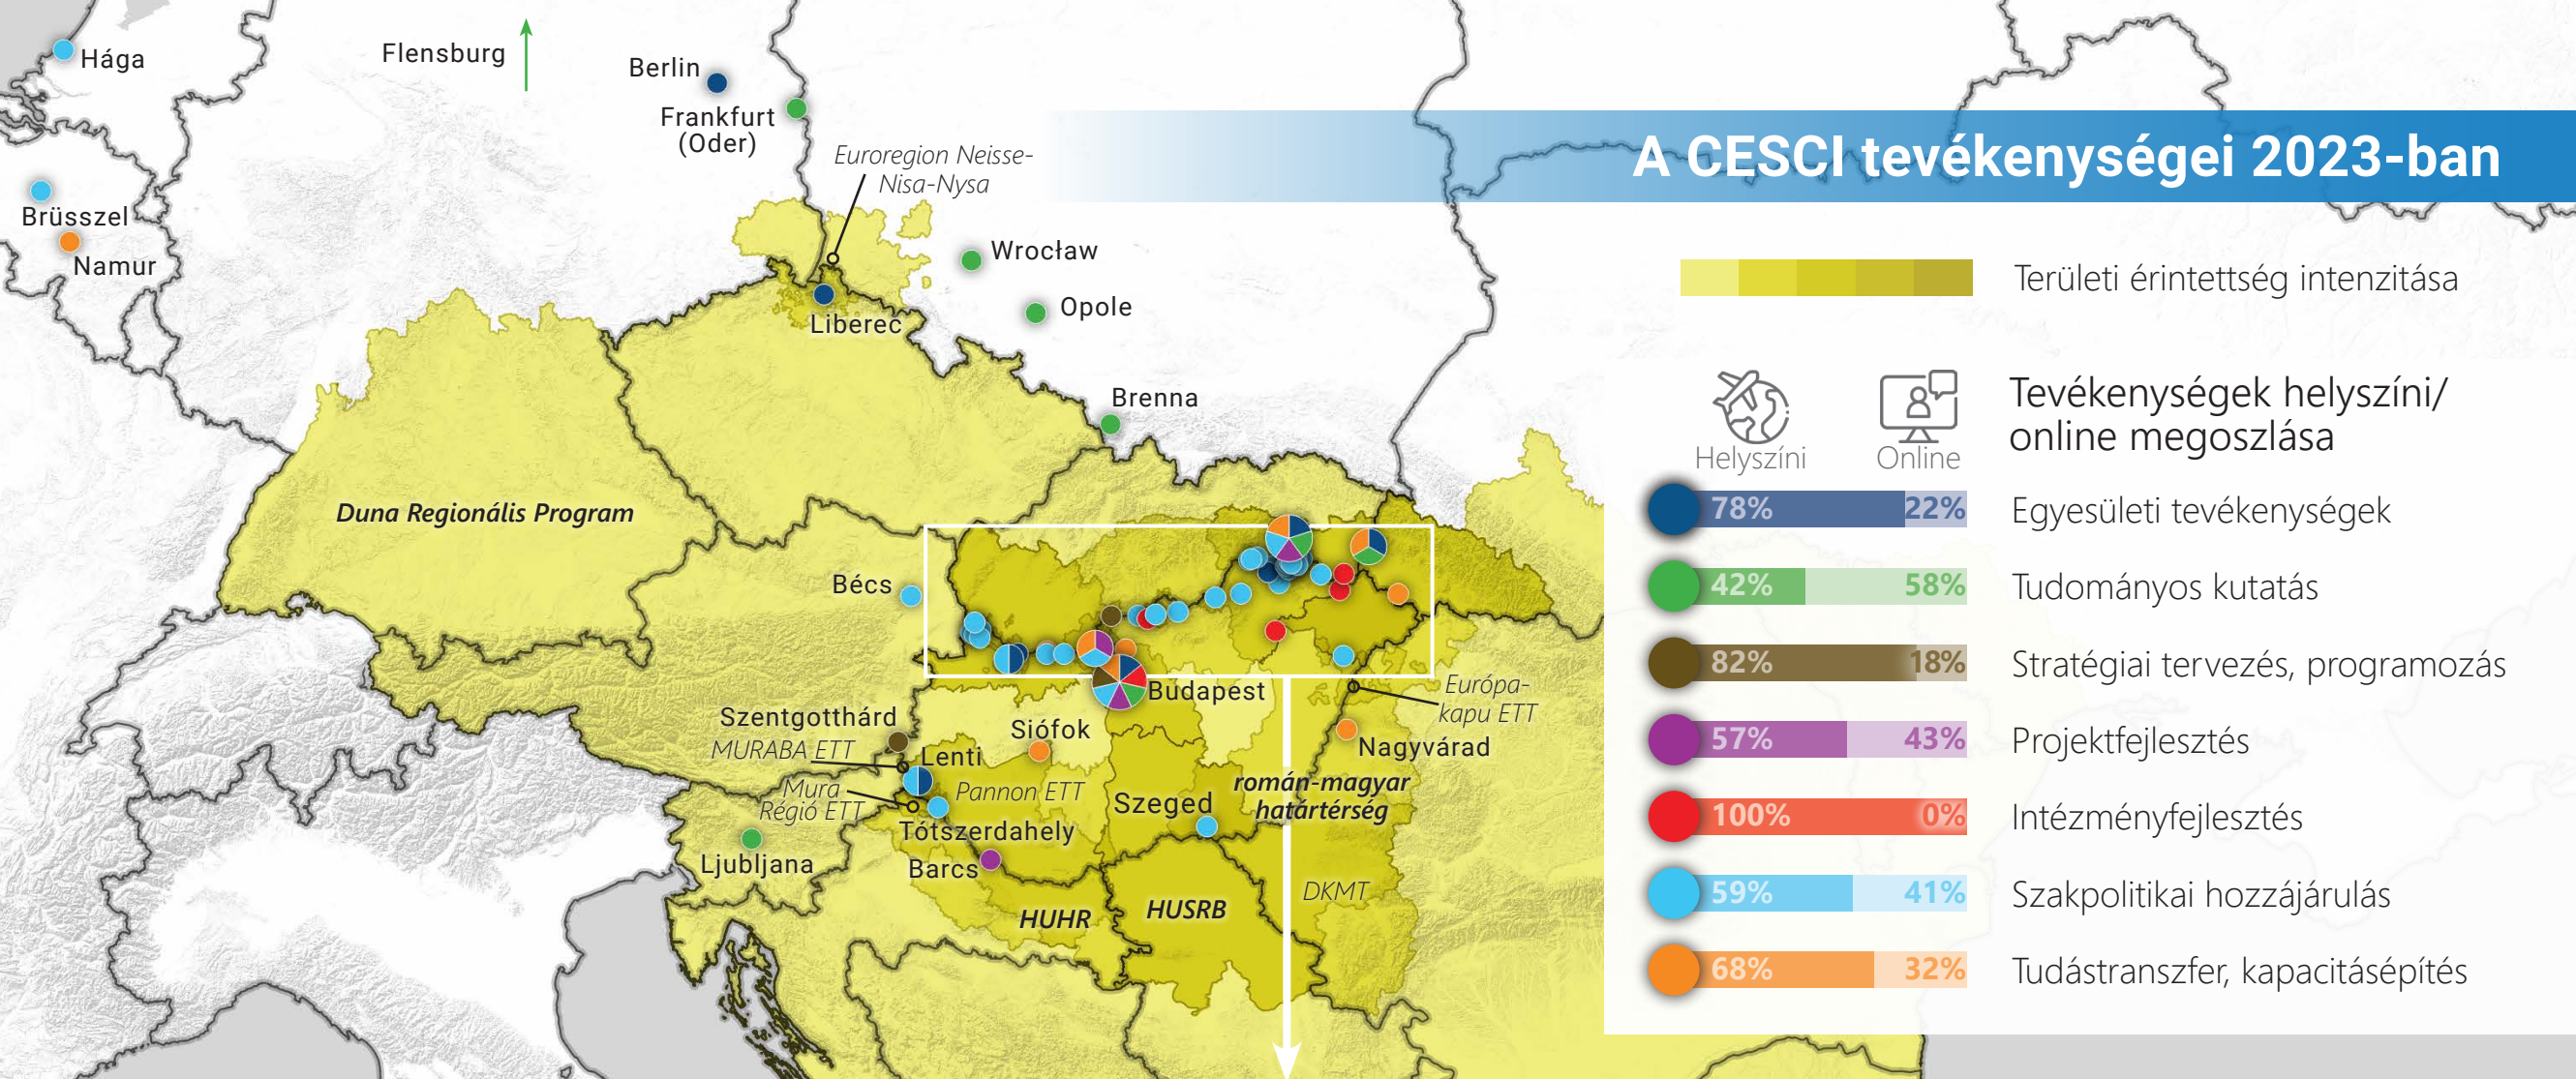 Hága
Flensburg
Berlin
Frankfurt
(Oder)
Euroregion Neisse-
Nisa-Nysa
A CESCI tevékenységei 2023-ban
Brüsszel
Namur
Wrocław
Opole
Liberec
Brenna
Duna Regionális Program
Bécs
Budapest
Európa-
kapu ETT
Szentgotthárd
MURABA ETT
Lenti
Siófok
Nagyvárad
Mura
Régió ETT
Pannon ETT
Szeged
román-magyar
határtérség
Tótszerdahely
Ljubljana
Barcs
HUHR
HUSRB
DKMT
Területi érintettség intenzitása
Helyszíni
Online
Tevékenységek helyszíni/
online megoszlása
78% 22% Egyesületi tevékenységek
42% 58% Tudományos kutatás
82% 18% Stratégiai tervezés, programozás
57% 43% Projektfejlesztés
100% 0% Intézményfejlesztés
59% 41% Szakpolitikai hozzájárulás
68% 32% Tudástranszfer, kapacitásépítés